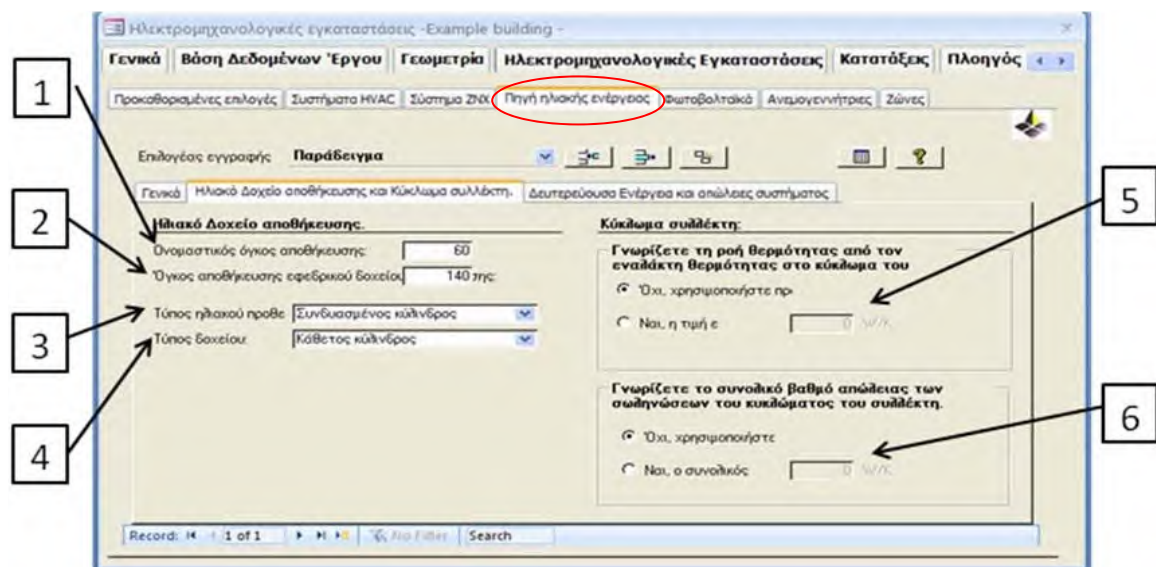 Ηλεκτρομηχανολογικές εγκαταστάσεις -Example building -
Γενικά Βάση Δεδομένων Έργου Γεωμετρία Ηλεκτρομηχανολογικές Εγκαταστάσεις Κατατάξεις Πλοηγός
Προκαθορισμένες επιλογές Συστήματα HVAC Σύστημα ΖΝΧ Πηγή ηλιακής ενέργειας Φωτοβολταϊκά Ανεμογεννήτριες Ζώνες
1
Επιλογέας εγγραφής Παράδειγμα
Γενικά Ηλιακό Δοχείο αποθήκευσης και Κύκλωμα συλλέκτη. Δευτερεύουσα Ενέργεια και απώλειες συστήματος
2
5
Ηλιακό Δοχείο αποθήκευσης. Κύκλωμα συλλέκτη:
Ονομαστικός όγκος αποθήκευσης: 60
Όγκος αποθήκευσης εφεδρικού δοχείου 140 της:
Γνωρίζετε τη ροή θερμότητας από τον
εναλάκτη θερμότητας στο κύκλωμα του
Όχι, χρησιμοποιήστε πρι
3
Τύπος ηλιακού προθε Συνδυασμένος κύλινδρος
Ναι, η τιμή ε 0 W/K
Τύπος δοχείου: Κάθετος κύλινδρος
4
Γνωρίζετε το συνολικό βαθμό απώλειας των
σωληνώσεων του κυκλώματος του συλλέκτη.
6
Όχι, χρησιμοποιήστε
Ναι, ο συνολικός 0 W/K
Record: 1 of 1 No Filter Search